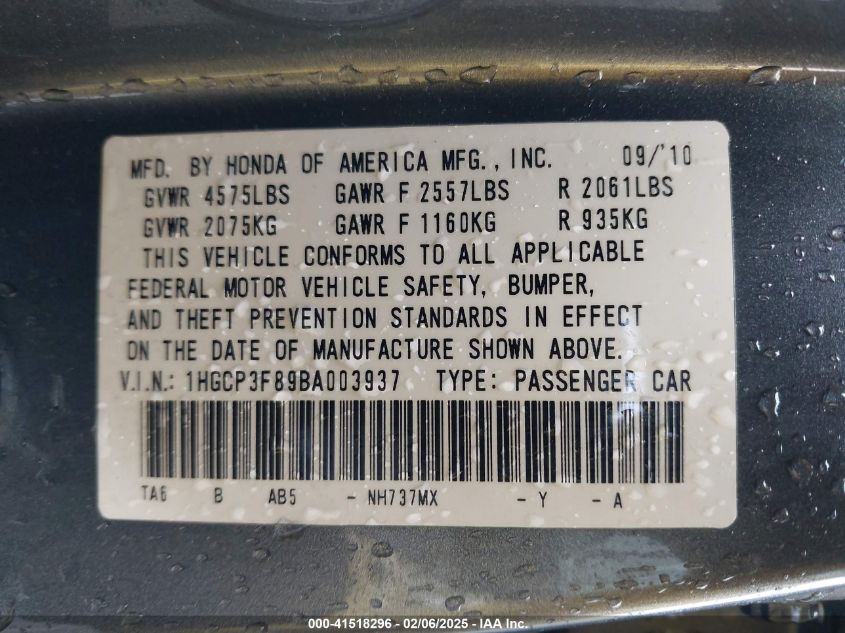 MFD. BY HONDA OF AMERICA MFG., INC. 09/'10
GVWR 4575LBS GAWR F 2557LBS R 2061LBS
GVWR 2075KG GAWR F 1160KG R 935KG
THIS VEHICLE CONFORMS TO ALL APPLICABLE
FEDERAL MOTOR VEHICLE SAFETY, BUMPER,
AND THEFT PREVENTION STANDARDS IN EFFECT
ON THE DATE OF MANUFACTURE SHOWN ABOVE.
V.I.N.: 1HGCP3F89BA003937 TYPE: PASSENGER CAR
TA6 B AB5 - NH737MX - Y - A
000-41518296 - 02/06/2025 - IAA Inc.